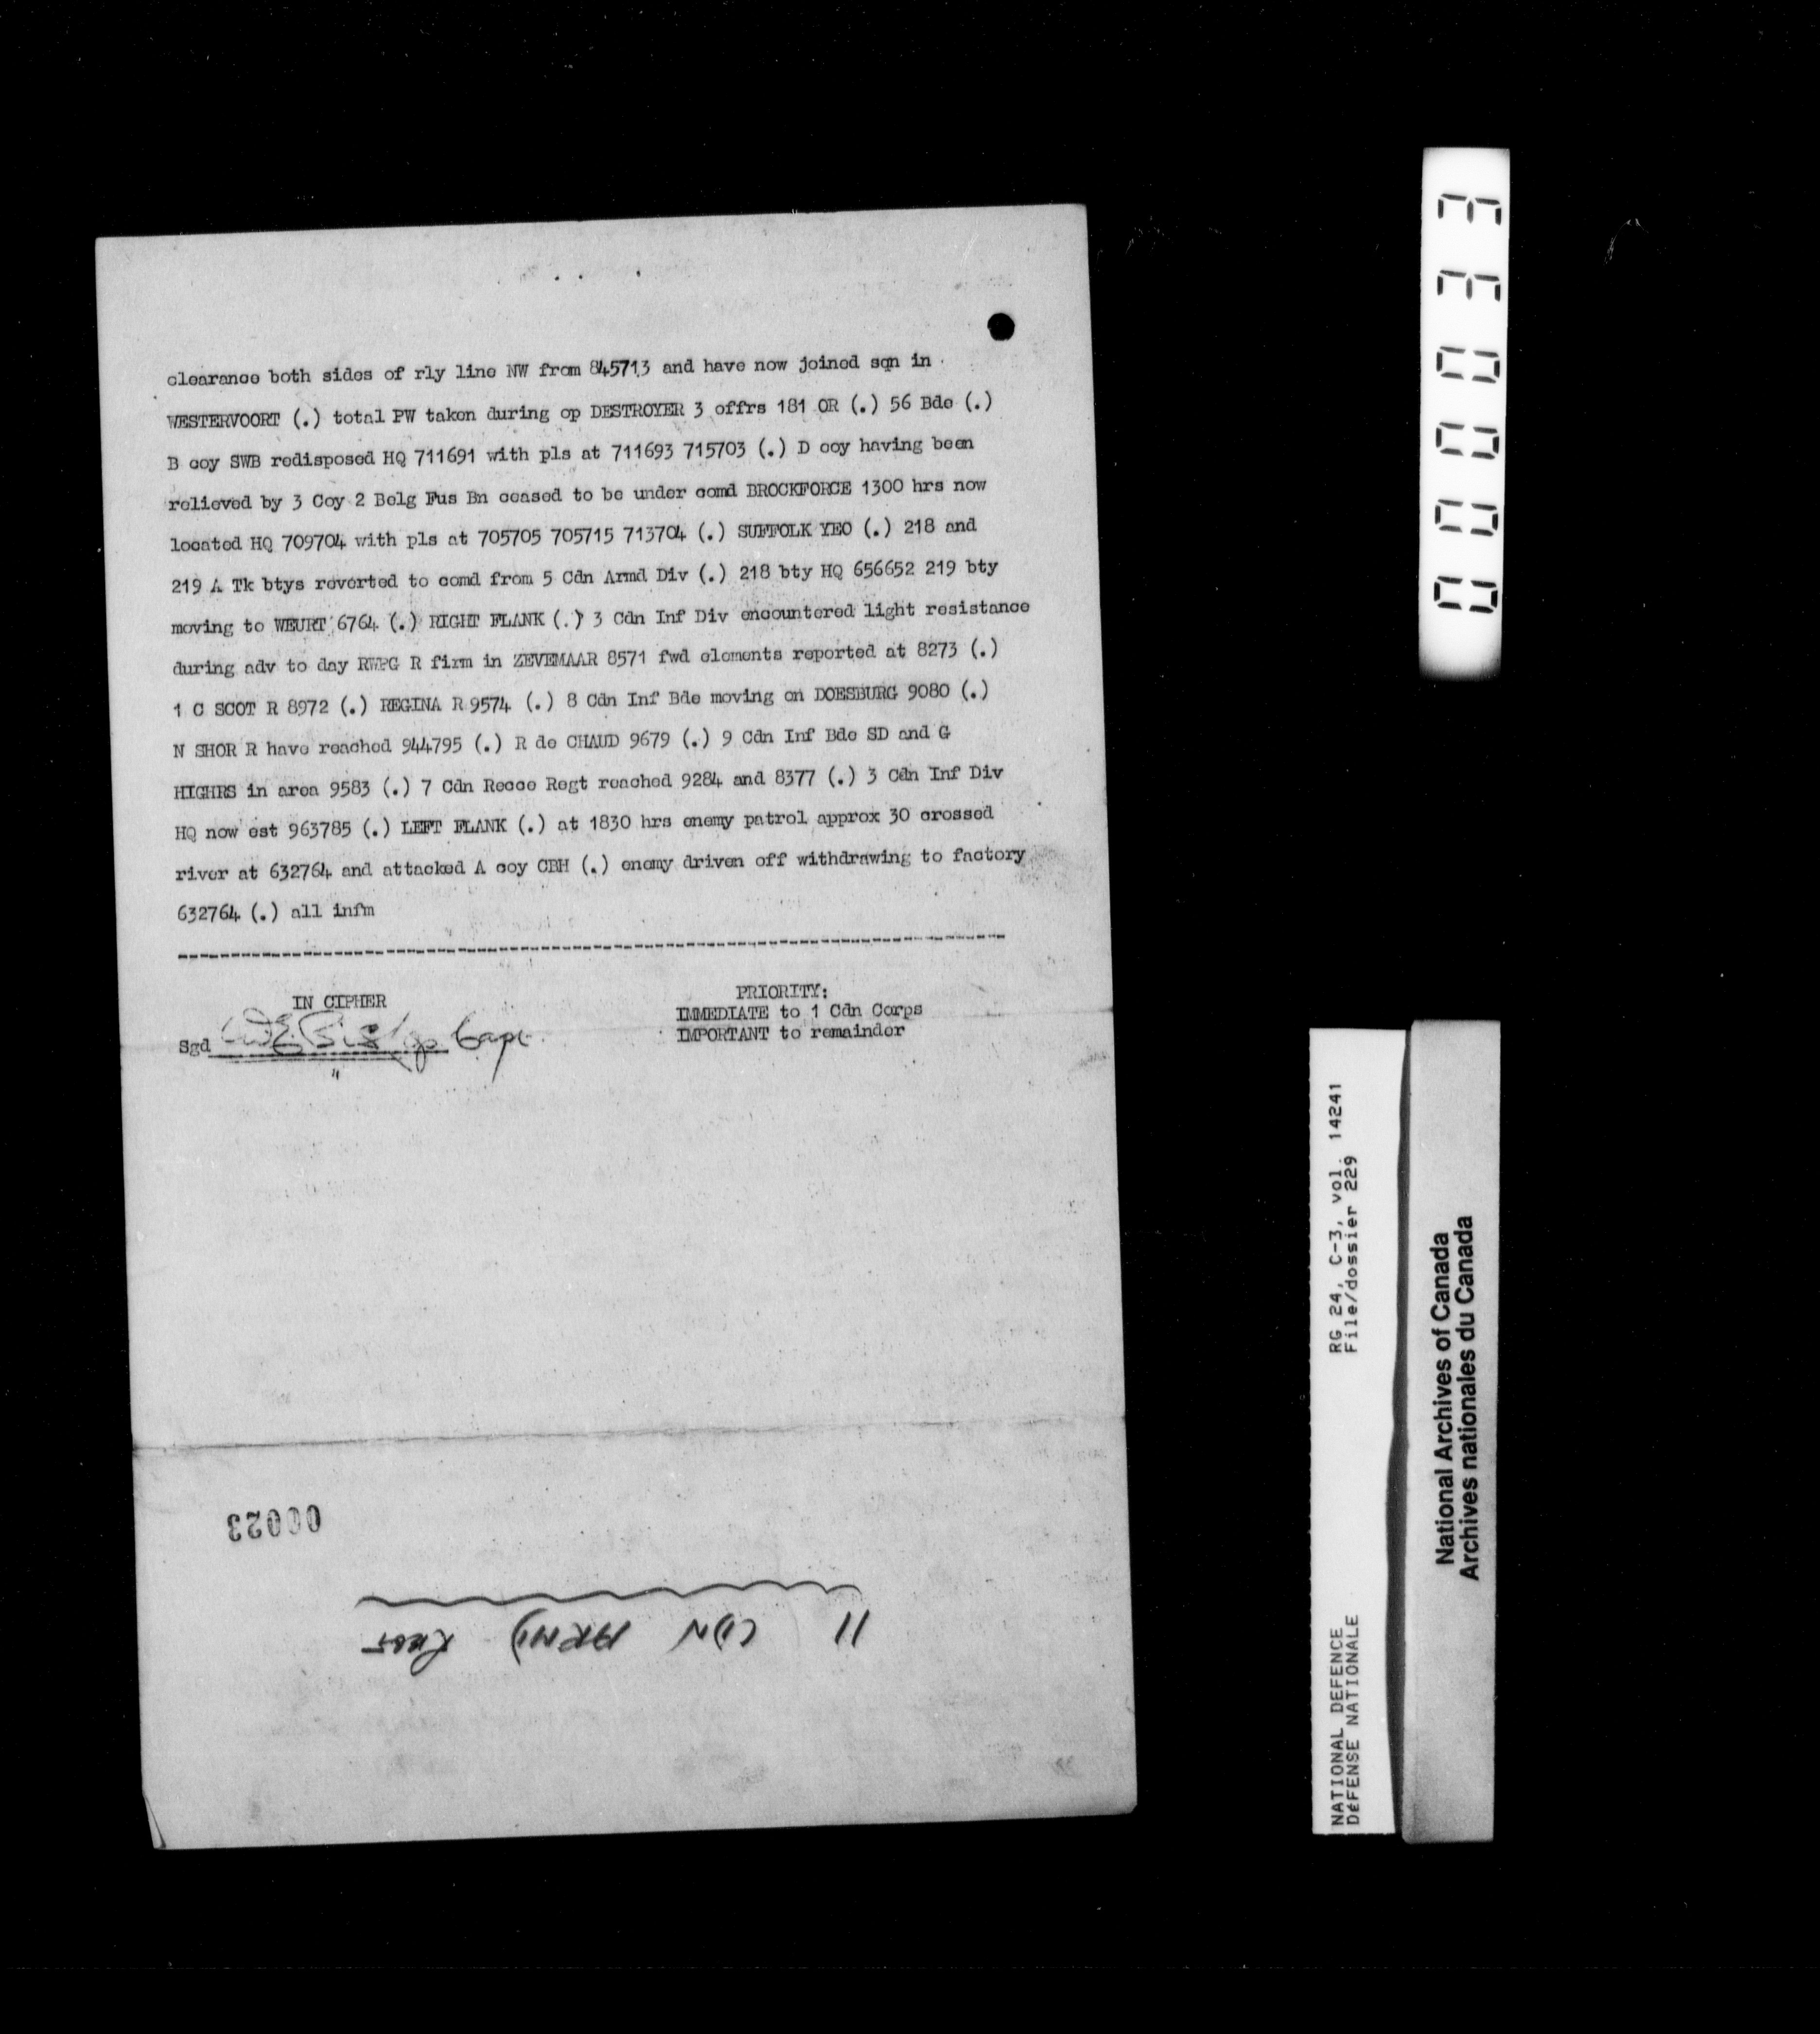 clearance both sides of rly line NW from 845713 and have now joined sqn in
WESTERVOORT (.) total PW taken during op DESTROYER 3 offrs 181 OR (.) 56 Bde (.)
B coy SWB redisposed HQ 711691 with pls at 711693 715703 (.) D coy having been
relieved by 3 Coy 2 Belg Fus Bn ceased to be under comd BROCKFORCE 1300 hrs now
located HQ 709704 with pls at 705705 705715 713704 (.) SUFFOLK YEO (.) 218 and
219 A Tk btys reverted to comd from 5 Cdn Armd Div (.) 218 bty HQ 656652 219 bty
moving to WEURT 6764 (.) RIGHT FLANK (.) 3 Cdn Inf Div encountered light resistance
during adv to day RWPG R firm in ZEVEMAAR 8571 fwd elements reported at 8273 (.)
1 C SCOT R 8972 (.) REGINA R 9574 (.) 8 Cdn Inf Bde moving on DOESBURG 9080 (.)
N SHOR R have reached 944795 (.) R de CHAUD 9679 (.) 9 Cdn Inf Bde SD and G
HIGHRS in area 9583 (.) 7 Cdn Recce Regt reached 9284 and 8377 (.) 3 Cdn Inf Div
HQ now est 963785 (.) LEFT FLANK (.) at 1830 hrs enemy patrol approx 30 crossed
river at 632764 and attacked A coy CBH (.) enemy driven off withdrawing to factory
632764 (.) all infm
IN CIPHER
Sgd Capt
"
PRIORITY:
IMMEDIATE to 1 Cdn Corps
IMPORTANT to remainder
00023
11 CDN ARMD REGT
000033
RG 24, C-3, vol. 14241
File/dossier 229
NATIONAL DEFENCE
DÉFENSE NATIONALE
National Archives of Canada
Archives nationales du Canada